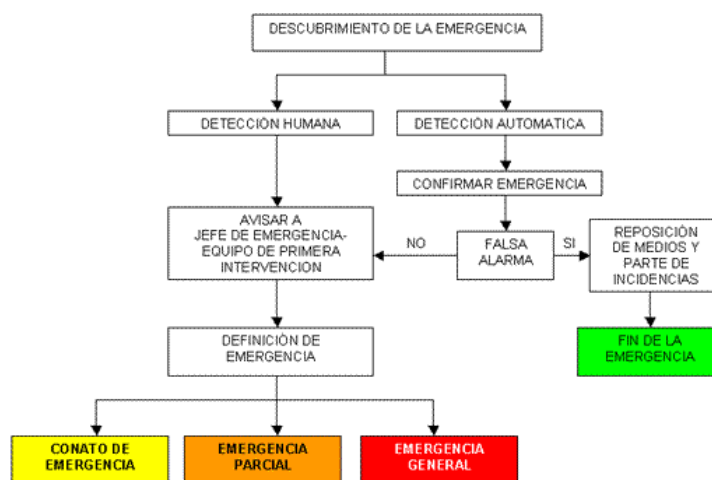 DESCUBRIMIENTO DE LA EMERGENCIA
DETECCIÓN HUMANA
DETECCIÓN AUTOMATICA
CONFIRMAR EMERGENCIA
AVISAR A
JEFE DE EMERGENCIA-
EQUIPO DE PRIMERA
INTERVENCION
NO
FALSA
ALARMA
SI
REPOSICIÓN
DE MEDIOS Y
PARTE DE
INCIDENCIAS
DEFINICIÓN DE
EMERGENCIA
FIN DE LA
EMERGENCIA
CONATO DE
EMERGENCIA
EMERGENCIA
PARCIAL
EMERGENCIA
GENERAL